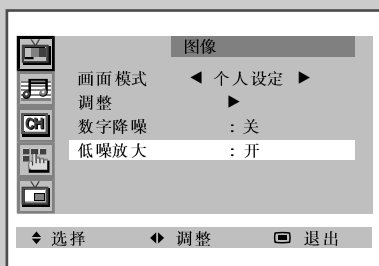 图像
画面模式 ◀ 个人设定 ▶
调整 ▶
数字降噪 : 关
CH
低噪放大 : 开
选择 调整 退出